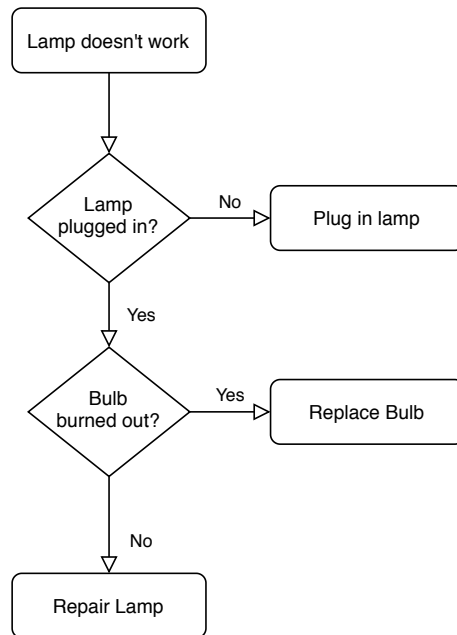 Lamp doesn't work
Lamp
plugged in?
No
Plug in lamp
Yes
Bulb
burned out?
Yes
Replace Bulb
No
Repair Lamp